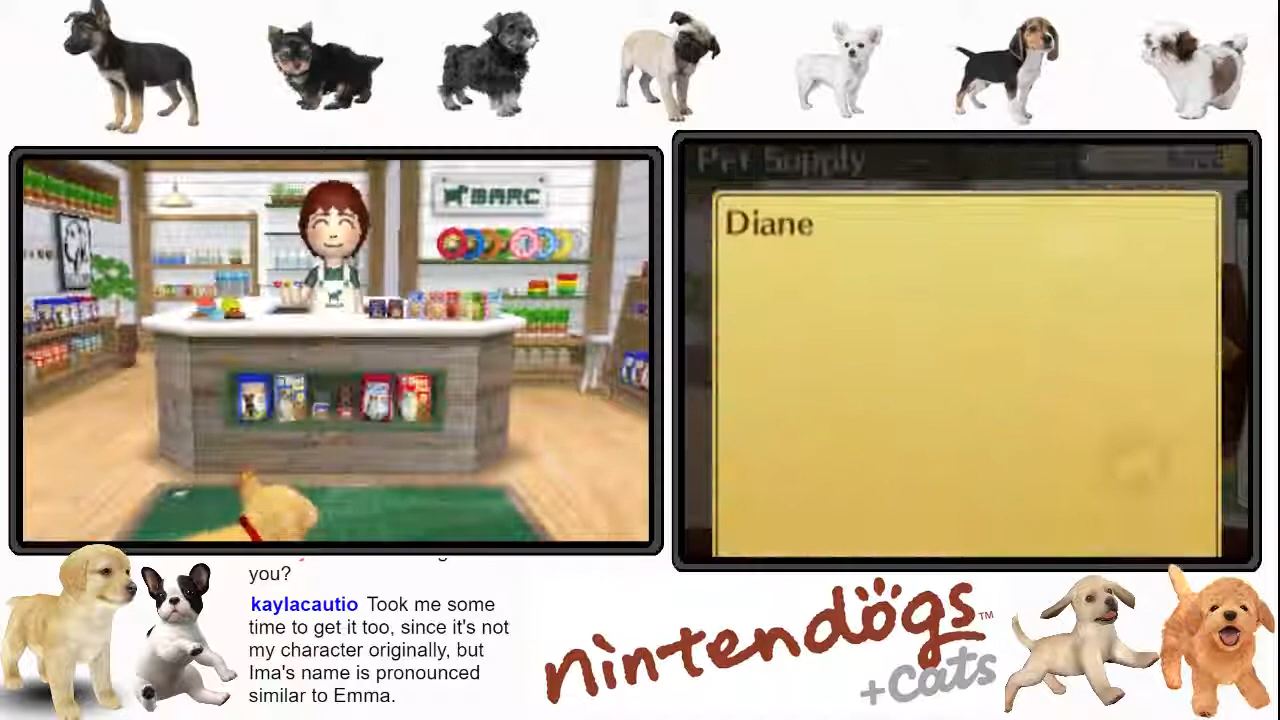 Pet Supply
BARC
Diane
you?
kaylacautio Took me some
time to get it too, since it's not
my character originally, but
Ima's name is pronounced
similar to Emma.
nintendogs™
+cats